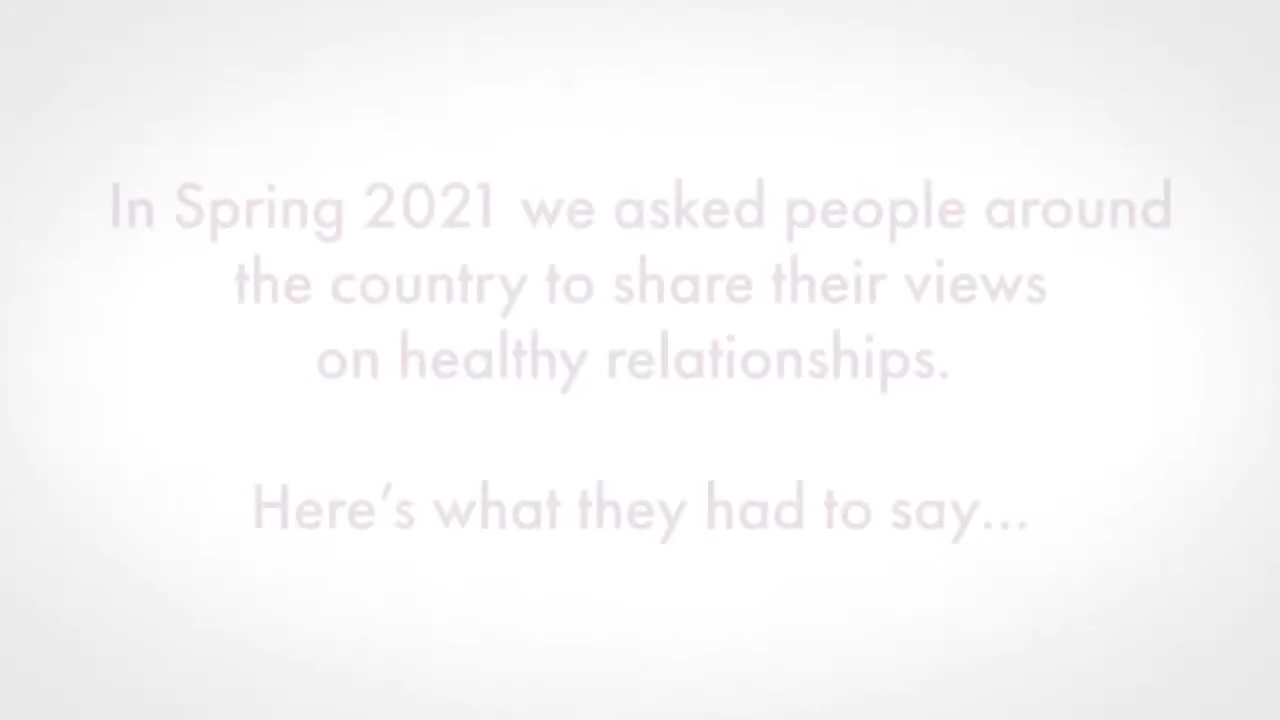 In Spring 2021 we asked people around
the country to share their views
on healthy relationships.
Here’s what they had to say...